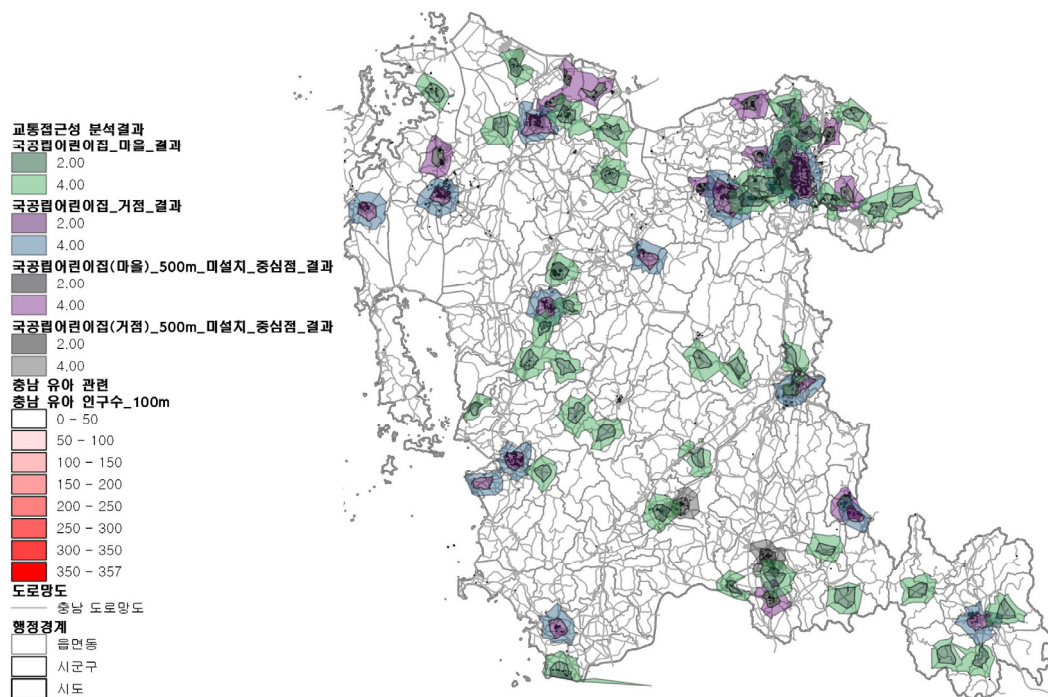 교통접근성 분석결과
국공립어린이집_마을_결과
2.00
4.00
국공립어린이집_거점_결과
2.00
4.00
국공립어린이집(마을)_500m_미설치_중심점_결과
2.00
4.00
국공립어린이집(거점)_500m_미설치_중심점_결과
2.00
4.00
충남 유아 관련
충남 유아 인구수_100m
0 - 50
50 - 100
100 - 150
150 - 200
200 - 250
250 - 300
300 - 350
350 - 357
도로망도
충남 도로망도
행정경계
읍면동
시군구
시도